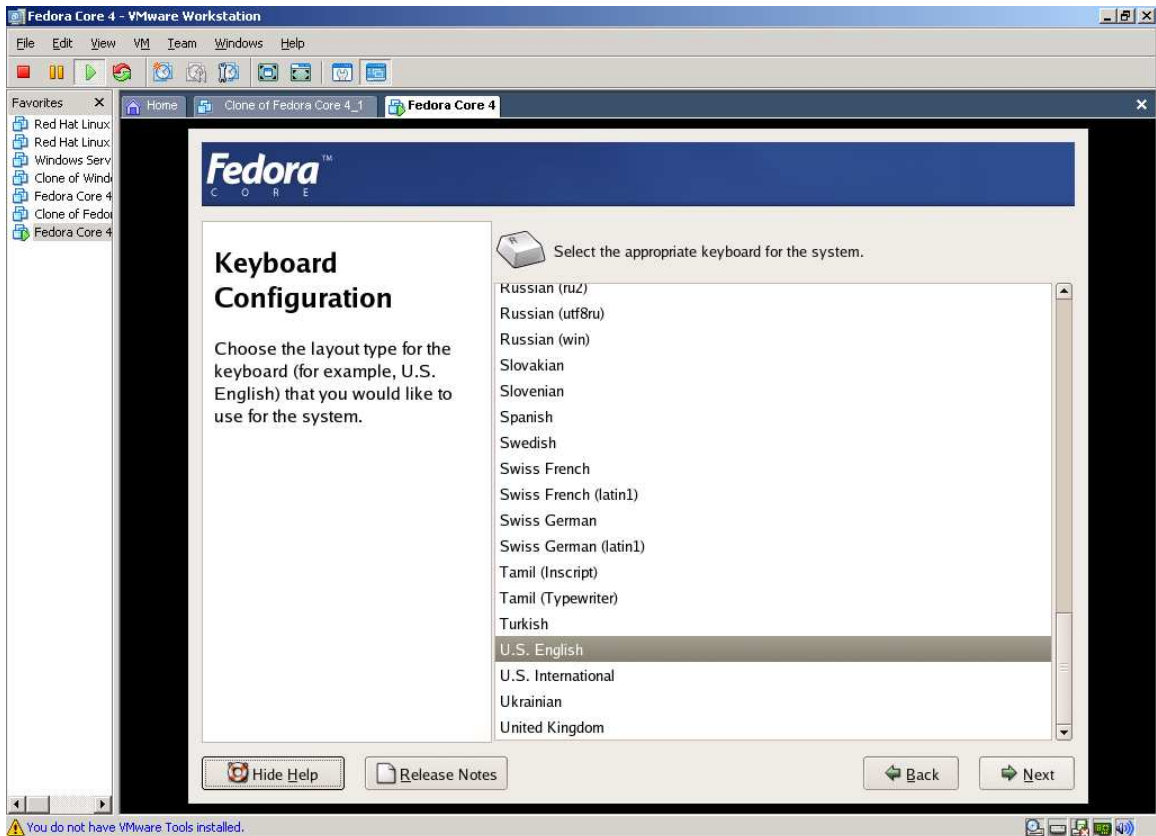 Fedora Core 4 - VMware Workstation
File Edit View VM Team Windows Help
Favorites X
Home
Clone of Fedora Core 4_1
Fedora Core 4
Red Hat Linux
Red Hat Linux
Windows Serv
Clone of Wind
Fedora Core 4
Clone of Fedo
Fedora Core 4
Fedora™
CORE
Keyboard
Configuration
Choose the layout type for the
keyboard (for example, U.S.
English) that you would like to
use for the system.
R
Select the appropriate keyboard for the system.
Russian (ru2)
Russian (utf8ru)
Russian (win)
Slovakian
Slovenian
Spanish
Swedish
Swiss French
Swiss French (latin1)
Swiss German
Swiss German (latin1)
Tamil (Inscript)
Tamil (Typewriter)
Turkish
U.S. English
U.S. International
Ukrainian
United Kingdom
Hide Help
Release Notes
Back
Next
You do not have VMware Tools installed.